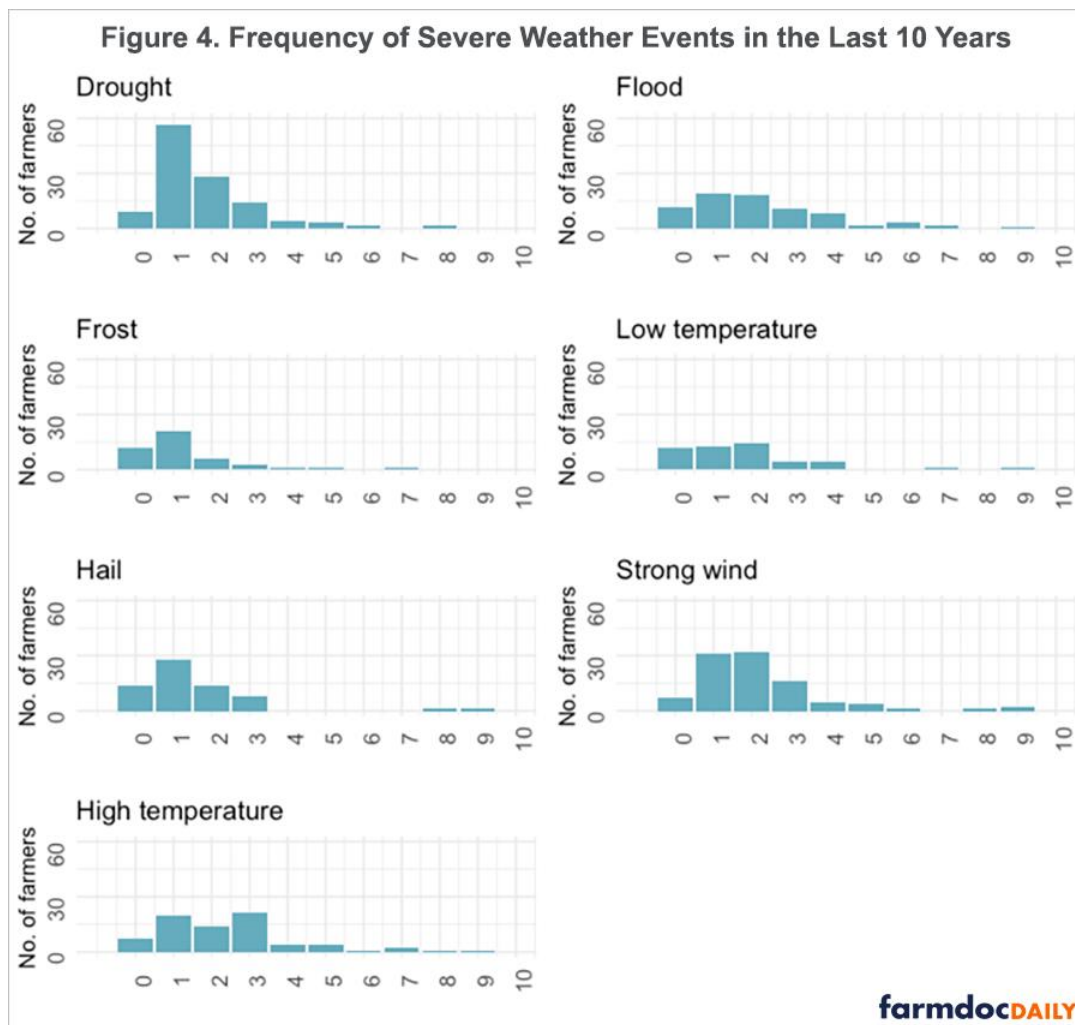 Figure 4. Frequency of Severe Weather Events in the Last 10 Years
Drought
No. of farmers
60
30
0
0 1 2 3 4 5 6 7 8 9 10
Flood
No. of farmers
60
30
0
0 1 2 3 4 5 6 7 8 9 10
Frost
No. of farmers
60
30
0
0 1 2 3 4 5 6 7 8 9 10
Low temperature
No. of farmers
60
30
0
0 1 2 3 4 5 6 7 8 9 10
Hail
No. of farmers
60
30
0
0 1 2 3 4 5 6 7 8 9 10
Strong wind
No. of farmers
60
30
0
0 1 2 3 4 5 6 7 8 9 10
High temperature
No. of farmers
60
30
0
0 1 2 3 4 5 6 7 8 9 10
farmdocDAILY